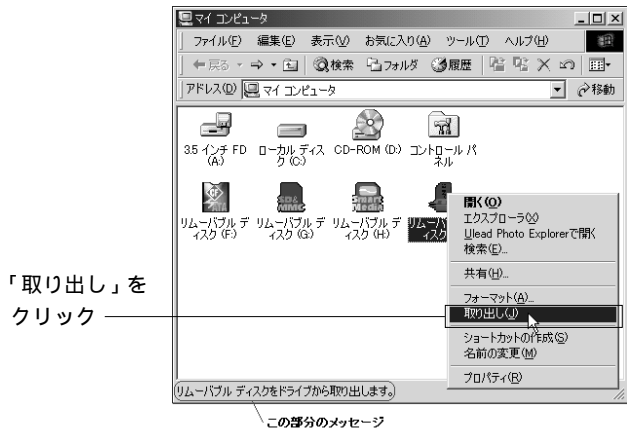 マイ コンピュータ
ファイル(F) 編集(E) 表示(V) お気に入り(A) ツール(T) ヘルプ(H)
戻る 検索 フォルダ 履歴
アドレス(D) マイ コンピュータ 移動
3.5 インチ FD (A:)
ローカル ディスク (C:)
CD-ROM (D:)
コントロール パネル
リムーバブル ディスク (F:)
リムーバブル ディスク (G:)
リムーバブル ディスク (H:)
開く(O)
エクスプローラ(X)
Ulead Photo Explorerで開く
検索(E)...
共有(H)...
フォーマット(A)...
取り出し(J)
ショートカットの作成(S)
名前の変更(M)
プロパティ(R)
「取り出し」を
クリック
リムーバブル ディスクをドライブから取り出します。
この部分のメッセージ